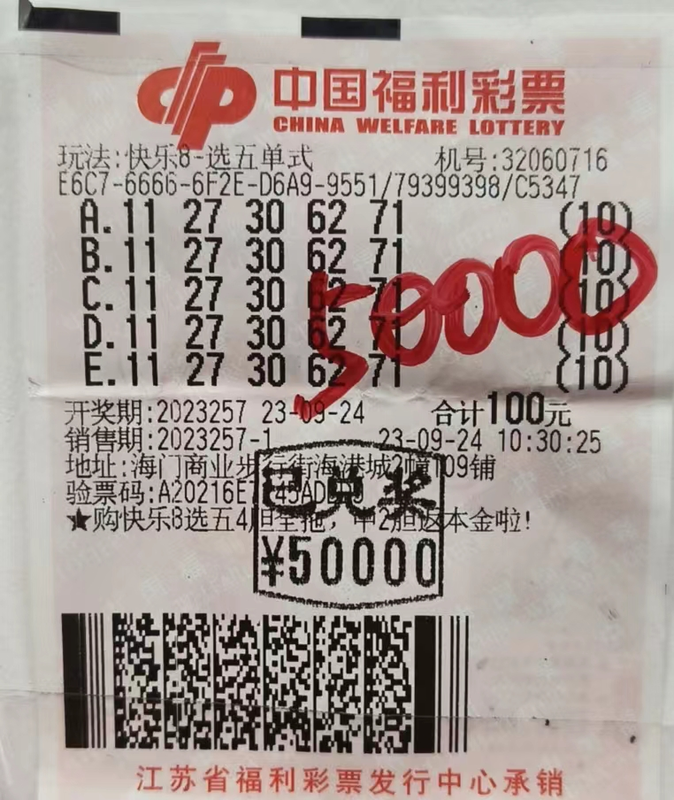 中国福利彩票
CHINA WELFARE LOTTERY
玩法:快乐8-选五单式 机号:32060716
E6C7-6666-6F2E-D6A9-9551/79399398/C5347
A.11 27 30 62 71 (10)
B.11 27 30 62 71 (10)
C.11 27 30 62 71 (10)
D.11 27 30 62 71 (10)
E.11 27 30 62 71 (10)
50000
开奖期:2023257 23-09-24 合计100元
销售期:2023257-1 23-09-24 10:30:25
地址:海门商业步行街海港城2幢109铺
验票码:A20216E
已兑奖
★购快乐8选五4胆全拖,中2胆返本金啦!
¥50000
江苏省福利彩票发行中心承销